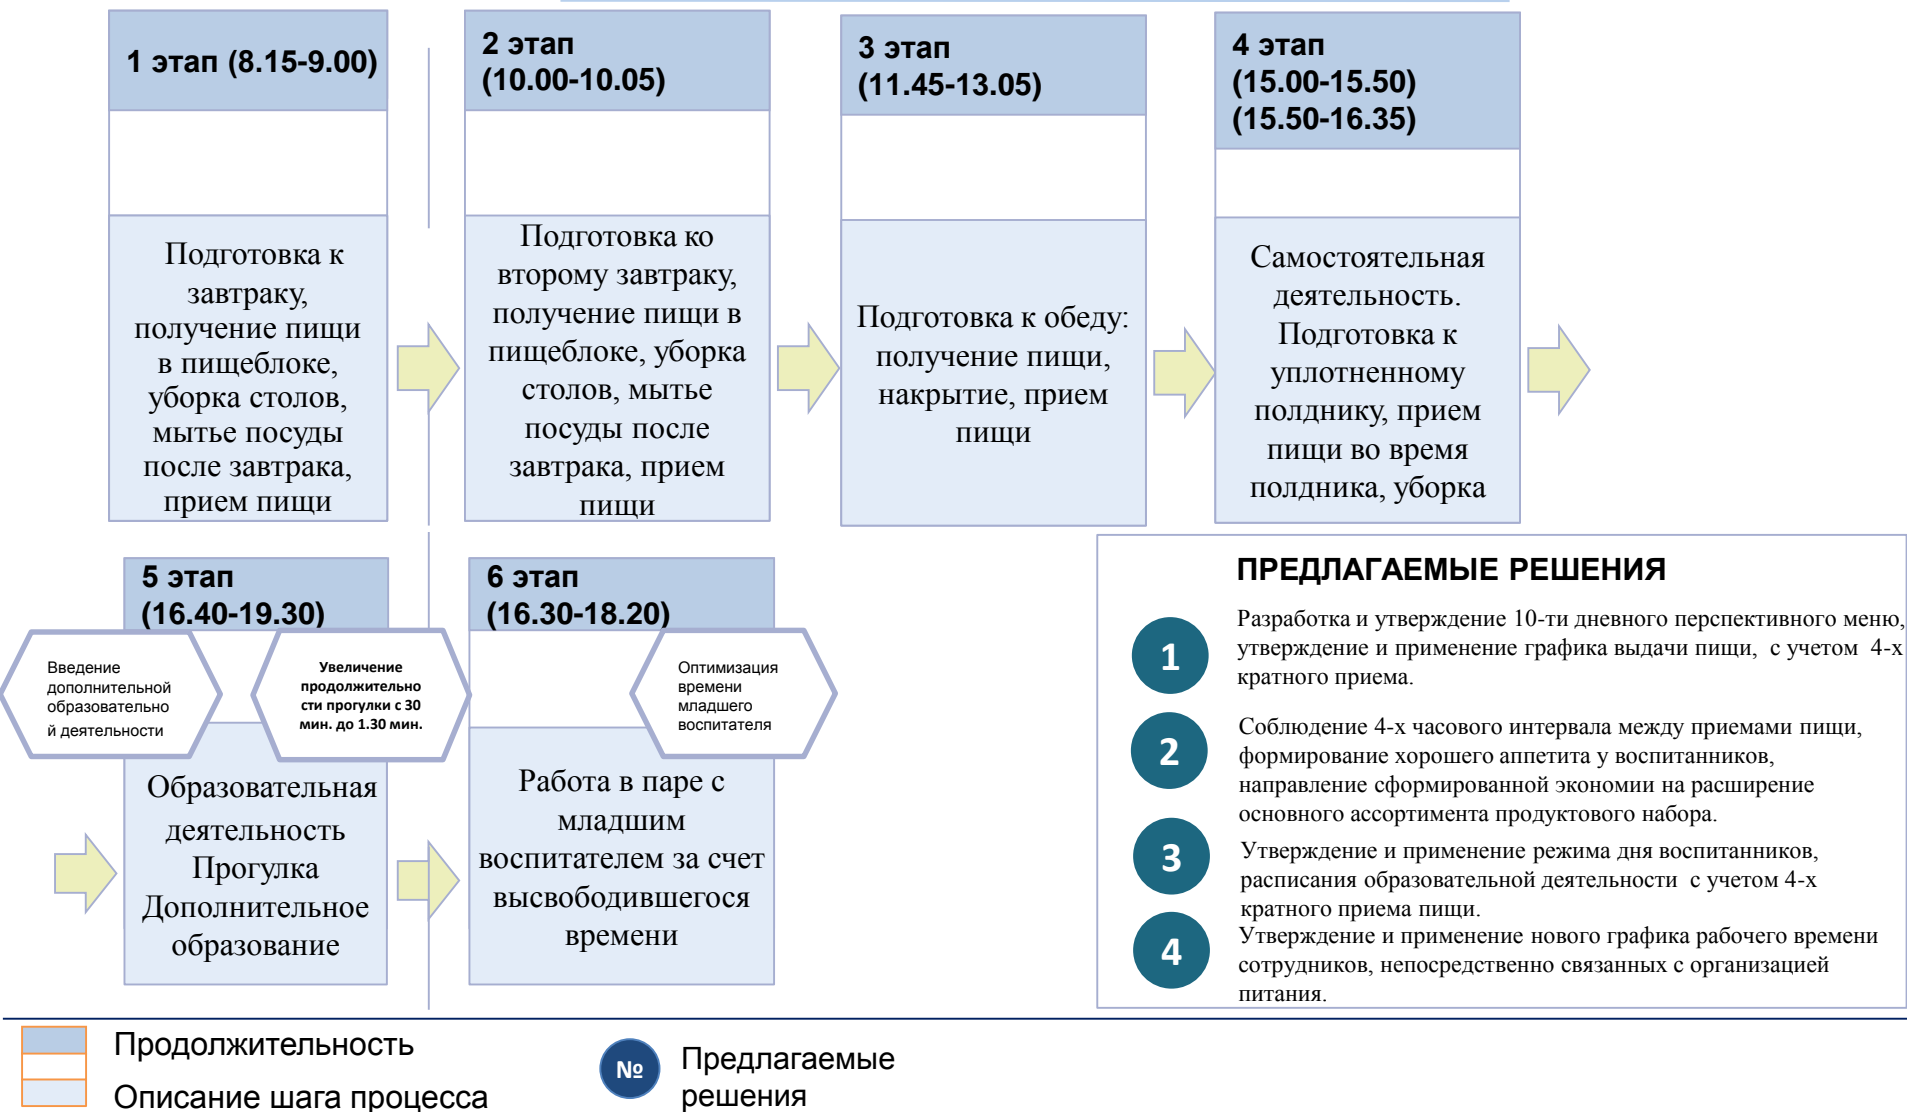 1 этап (8.15-9.00)
2 этап
(10.00-10.05)
3 этап
(11.45-13.05)
4 этап
(15.00-15.50)
(15.50-16.35)
Подготовка к
завтраку,
получение пищи
в пищеблоке,
уборка столов,
мытье посуды
после завтрака,
прием пищи
Подготовка ко
второму завтраку,
получение пищи в
пищеблоке, уборка
столов, мытье
посуды после
завтрака, прием
пищи
Подготовка к обеду:
получение пищи,
накрытие, прием
пищи
Самостоятельная
деятельность.
Подготовка к
уплотненному
полднику, прием
пищи во время
полдника, уборка
5 этап
(16.40-19.30)
Введение
дополнительной
образовательно
й деятельности
Увеличение
продолжительно
сти прогулки с 30
мин. до 1.30 мин.
Образовательная
деятельность
Прогулка
Дополнительное
образование
6 этап
(16.30-18.20)
Оптимизация
времени
младшего
воспитателя
Работа в паре с
младшим
воспитателем за счет
высвободившегося
времени
ПРЕДЛАГАЕМЫЕ РЕШЕНИЯ
1
Разработка и утверждение 10-ти дневного перспективного меню,
утверждение и применение графика выдачи пищи, с учетом 4-х
кратного приема.
2
Соблюдение 4-х часового интервала между приемами пищи,
формирование хорошего аппетита у воспитанников,
направление сформированной экономии на расширение
основного ассортимента продуктового набора.
3
Утверждение и применение режима дня воспитанников,
расписания образовательной деятельности с учетом 4-х
кратного приема пищи.
4
Утверждение и применение нового графика рабочего времени
сотрудников, непосредственно связанных с организацией
питания.
Продолжительность
Описание шага процесса
№
Предлагаемые
решения